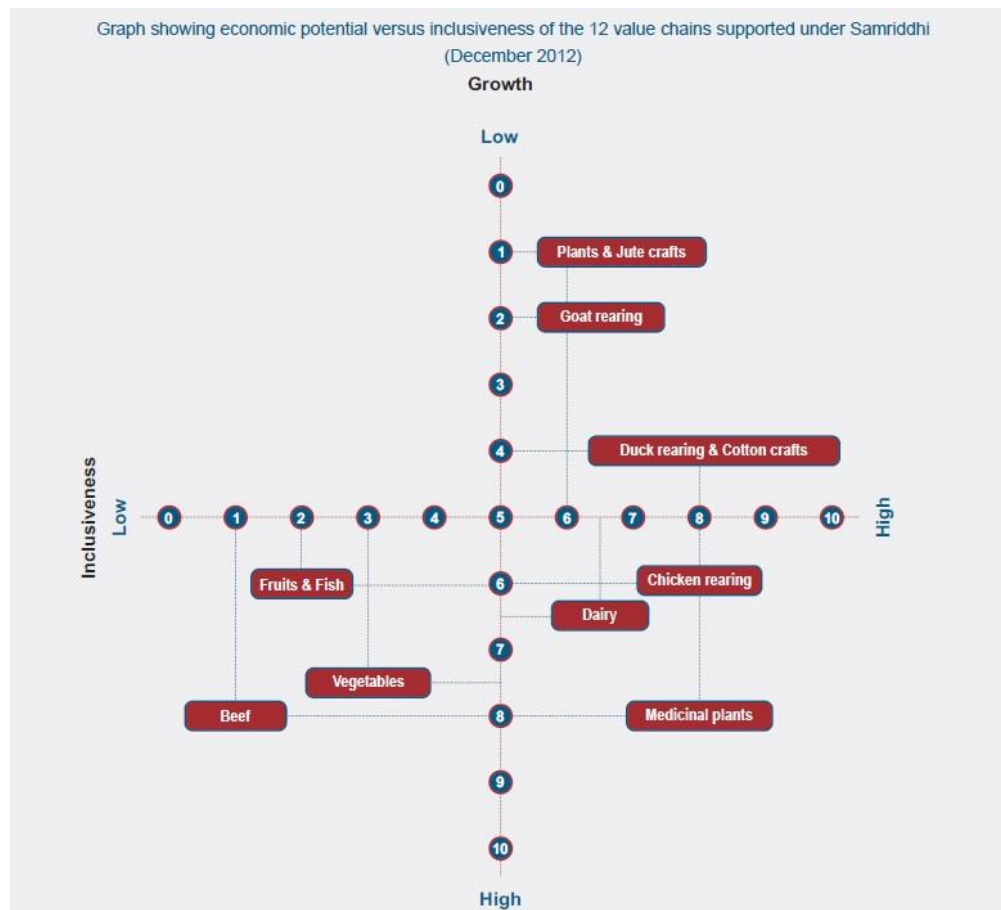 Graph showing economic potential versus inclusiveness of the 12 value chains supported under Samriddhi
(December 2012)
Growth
Low
0
1
Plants & Jute crafts
2
Goat rearing
3
4
Duck rearing & Cotton crafts
Inclusiveness
Low
0 1 2 3 4 5 6 7 8 9 10
High
Fruits & Fish
6
Chicken rearing
Dairy
7
Vegetables
Beef
8
Medicinal plants
9
10
High